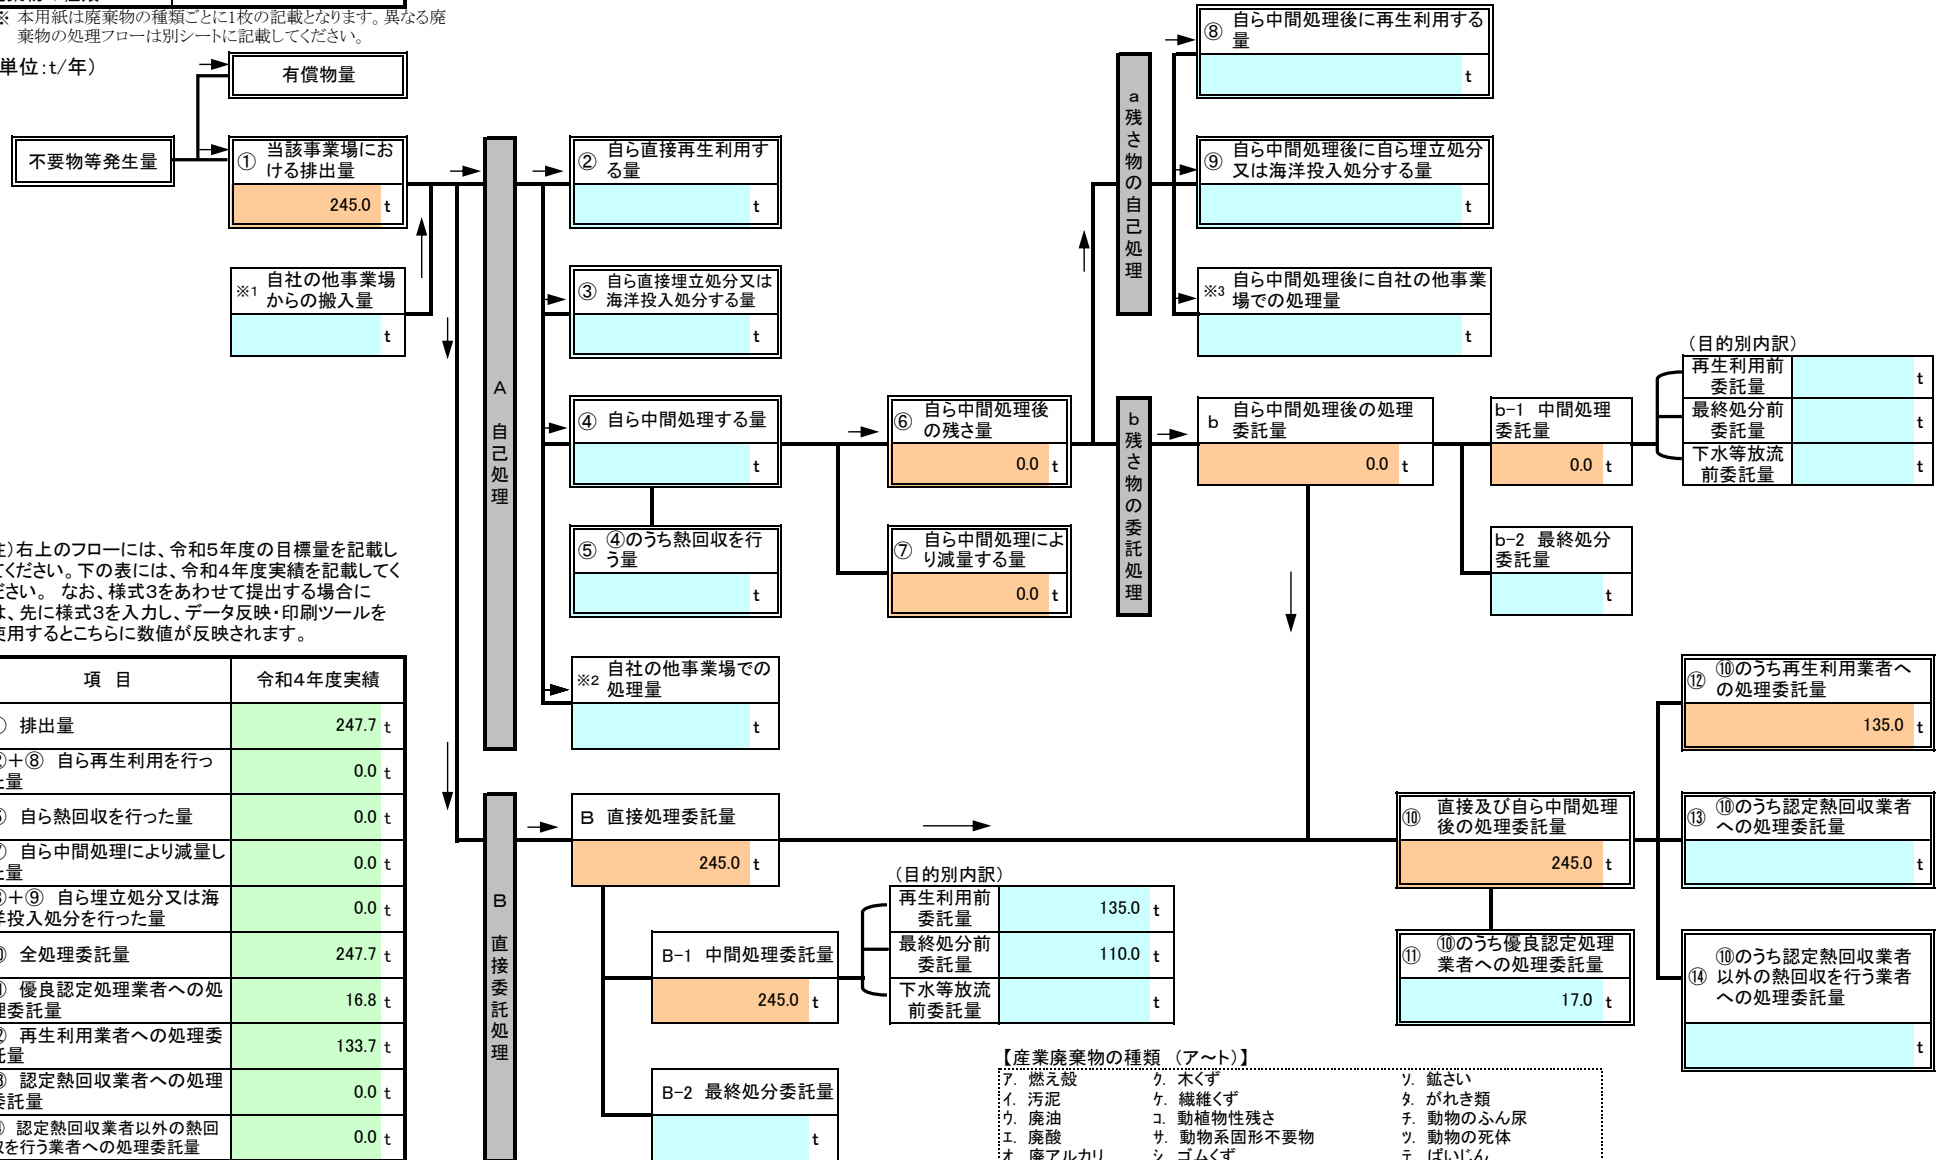 ※ 本用紙は廃棄物の種類ごとに1枚の記載となります。異なる廃
棄物の処理フローは別シートに記載してください。
単位:t/年)
有償物量
不要物等発生量
① 当該事業場にお
ける排出量
245.0 t
※1 自社の他事業場
からの搬入量
t
A 自己処理
② 自ら直接再生利用す
る量
t
③ 自ら直接埋立処分又は
海洋投入処分する量
t
④ 自ら中間処理する量
t
⑤ ④のうち熱回収を行
う量
t
※2 自社の他事業場での
処理量
t
⑥ 自ら中間処理後
の残さ量
0.0 t
⑦ 自ら中間処理によ
り減量する量
0.0 t
a残さ物の自己処理
⑧ 自ら中間処理後に再生利用する
量
t
⑨ 自ら中間処理後に自ら埋立処分
又は海洋投入処分する量
t
※3 自ら中間処理後に自社の他事業
場での処理量
t
b残さ物の委託処理
b 自ら中間処理後の処理
委託量
0.0 t
b-1 中間処理
委託量
0.0 t
b-2 最終処分
委託量
t
(目的別内訳)
再生利用前
委託量
t
最終処分前
委託量
t
下水等放流
前委託量
t
)右上のフローには、令和5年度の目標量を記載し
ください。下の表には、令和4年度実績を記載してく
ださい。 なお、様式3をあわせて提出する場合に
は、先に様式3を入力し、データ反映・印刷ツールを
使用するとこちらに数値が反映されます。
項 目 令和4年度実績
排出量 247.7 t
+⑧ 自ら再生利用を行っ
た量 0.0 t
自ら熱回収を行った量 0.0 t
自ら中間処理により減量し
た量 0.0 t
+⑨ 自ら埋立処分又は海
洋投入処分を行った量 0.0 t
全処理委託量 247.7 t
優良認定処理業者への処
理委託量 16.8 t
再生利用業者への処理委
託量 133.7 t
認定熱回収業者への処理
委託量 0.0 t
認定熱回収業者以外の熱回
収を行う業者への処理委託量 0.0 t
B 直接委託処理
B 直接処理委託量
245.0 t
B-1 中間処理委託量
245.0 t
B-2 最終処分委託量
t
(目的別内訳)
再生利用前
委託量
135.0 t
最終処分前
委託量
110.0 t
下水等放流
前委託量
t
⑩ 直接及び自ら中間処理
後の処理委託量
245.0 t
⑪ ⑩のうち優良認定処理
業者への処理委託量
17.0 t
⑫ ⑩のうち再生利用業者へ
の処理委託量
135.0 t
⑬ ⑩のうち認定熱回収業者
への処理委託量
t
⑭ ⑩のうち認定熱回収業者
以外の熱回収を行う業者
への処理委託量
t
【産業廃棄物の種類 (ア~ト)】
ア. 燃え殻 ク. 木くず ソ. 鉱さい
イ. 汚泥 ケ. 繊維くず タ. がれき類
ウ. 廃油 コ. 動植物性残さ チ. 動物のふん尿
エ. 廃酸 サ. 動物系固形不要物 ツ. 動物の死体
オ. 廃アルカリ シ. ゴムくず テ. ばいじん